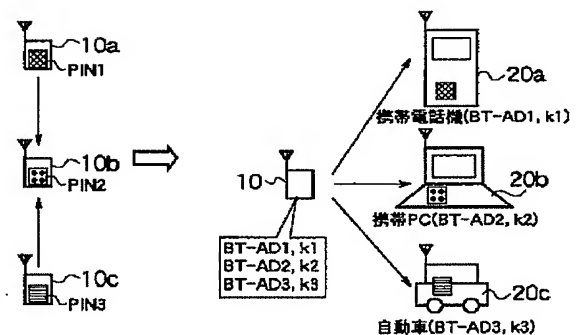 10a
PIN1
10b
PIN2
10c
PIN3
10
BT-AD1, k1
BT-AD2, k2
BT-AD3, k3
20a
携帯電話機(BT-AD1, k1)
20b
携帯PC(BT-AD2, k2)
20c
自動車(BT-AD3, k3)